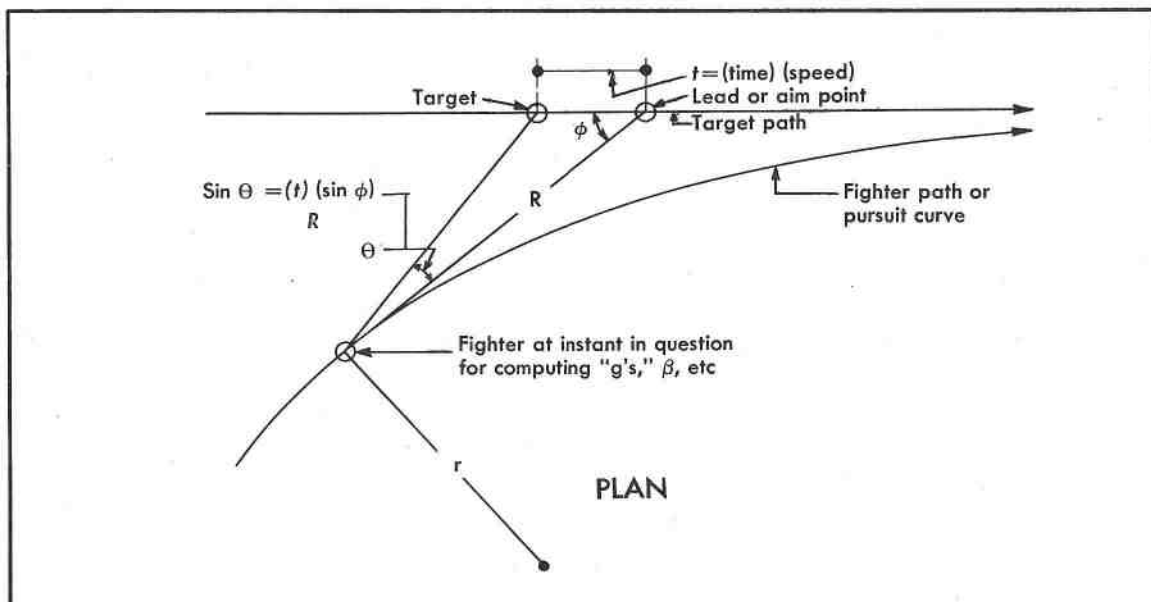 t=(time) (speed)
Target
Lead or aim point
Target path
ϕ
Sin Θ =(t) (sin ϕ)
R
R
Θ
Fighter path or
pursuit curve
Fighter at instant in question
for computing "g's," β, etc
r
PLAN